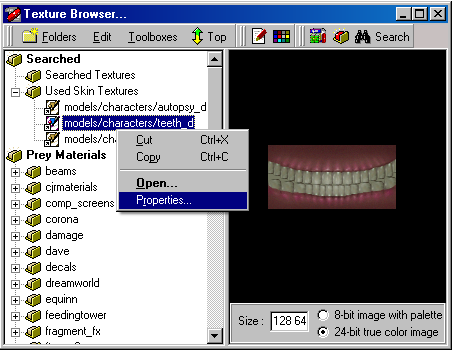 Texture Browser...
Folders Edit Toolboxes Top Search
Searched
Searched Textures
Used Skin Textures
models/characters/autopsy_d
models/characters/teeth_d
models/cha
Cut Ctrl+X
Copy Ctrl+C
Open...
Properties...
Prey Materials
beams
cjrmaterials
comp_screens
corona
damage
dave
decals
dreamworld
equinn
feedingtower
fragment_fx
Size : 128 64
8-bit image with palette
24-bit true color image